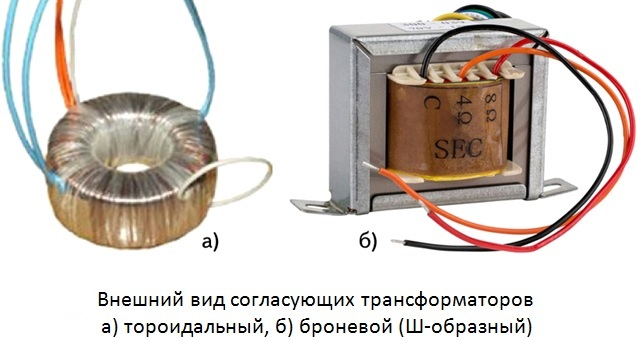 C
4Ω
8Ω
SEC
а)
б)
Внешний вид согласующих трансформаторов
а) тороидальный, б) броневой (Ш-образный)